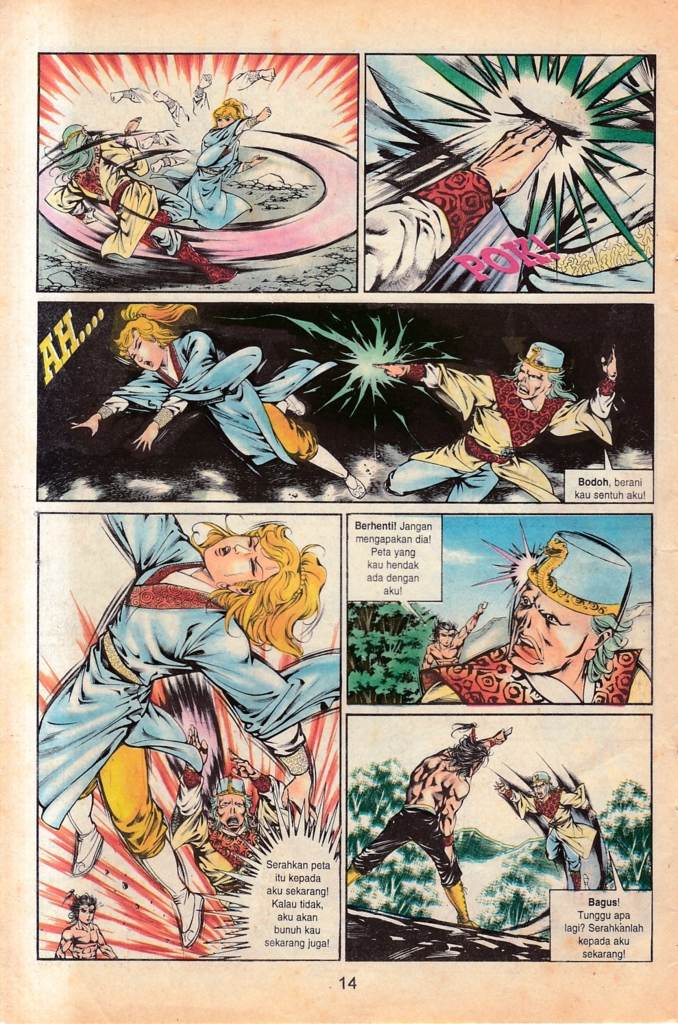 POK!
AH....
Bodoh, berani
kau sentuh aku!
Berhenti! Jangan
mengapakan dia!
Peta yang
kau hendak
ada dengan
aku!
Serahkan peta
itu kepada
aku sekarang!
Kalau tidak,
aku akan
bunuh kau
sekarang juga!
Bagus!
Tunggu apa
lagi? Serahkanlah
kepada aku
sekarang!
14